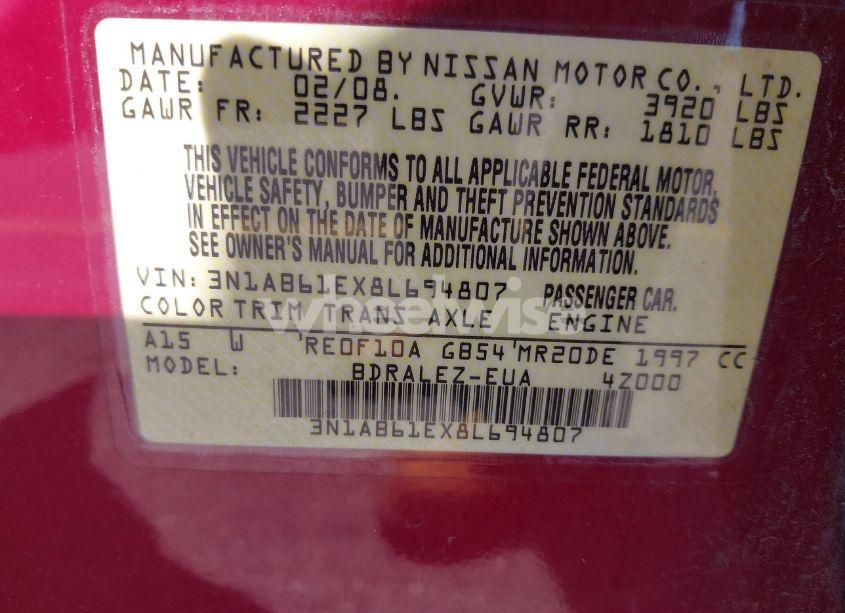 MANUFACTURED BY NISSAN MOTOR CO., LTD.
DATE: 02/08. GVWR: 3920 LBS
GAWR FR: 2227 LBS GAWR RR: 1810 LBS
THIS VEHICLE CONFORMS TO ALL APPLICABLE FEDERAL MOTOR
VEHICLE SAFETY, BUMPER AND THEFT PREVENTION STANDARDS
IN EFFECT ON THE DATE OF MANUFACTURE SHOWN ABOVE.
SEE OWNER'S MANUAL FOR ADDITIONAL INFORMATION.
VIN: 3N1AB61EX8L694807 PASSENGER CAR.
COLOR TRIM TRANS AXLE ENGINE
A15 W RE0F10A GB54 MR20DE 1997 CC
MODEL: BDRALEZ-EUA 4Z000
3N1AB61EX8L694807
wheelwise